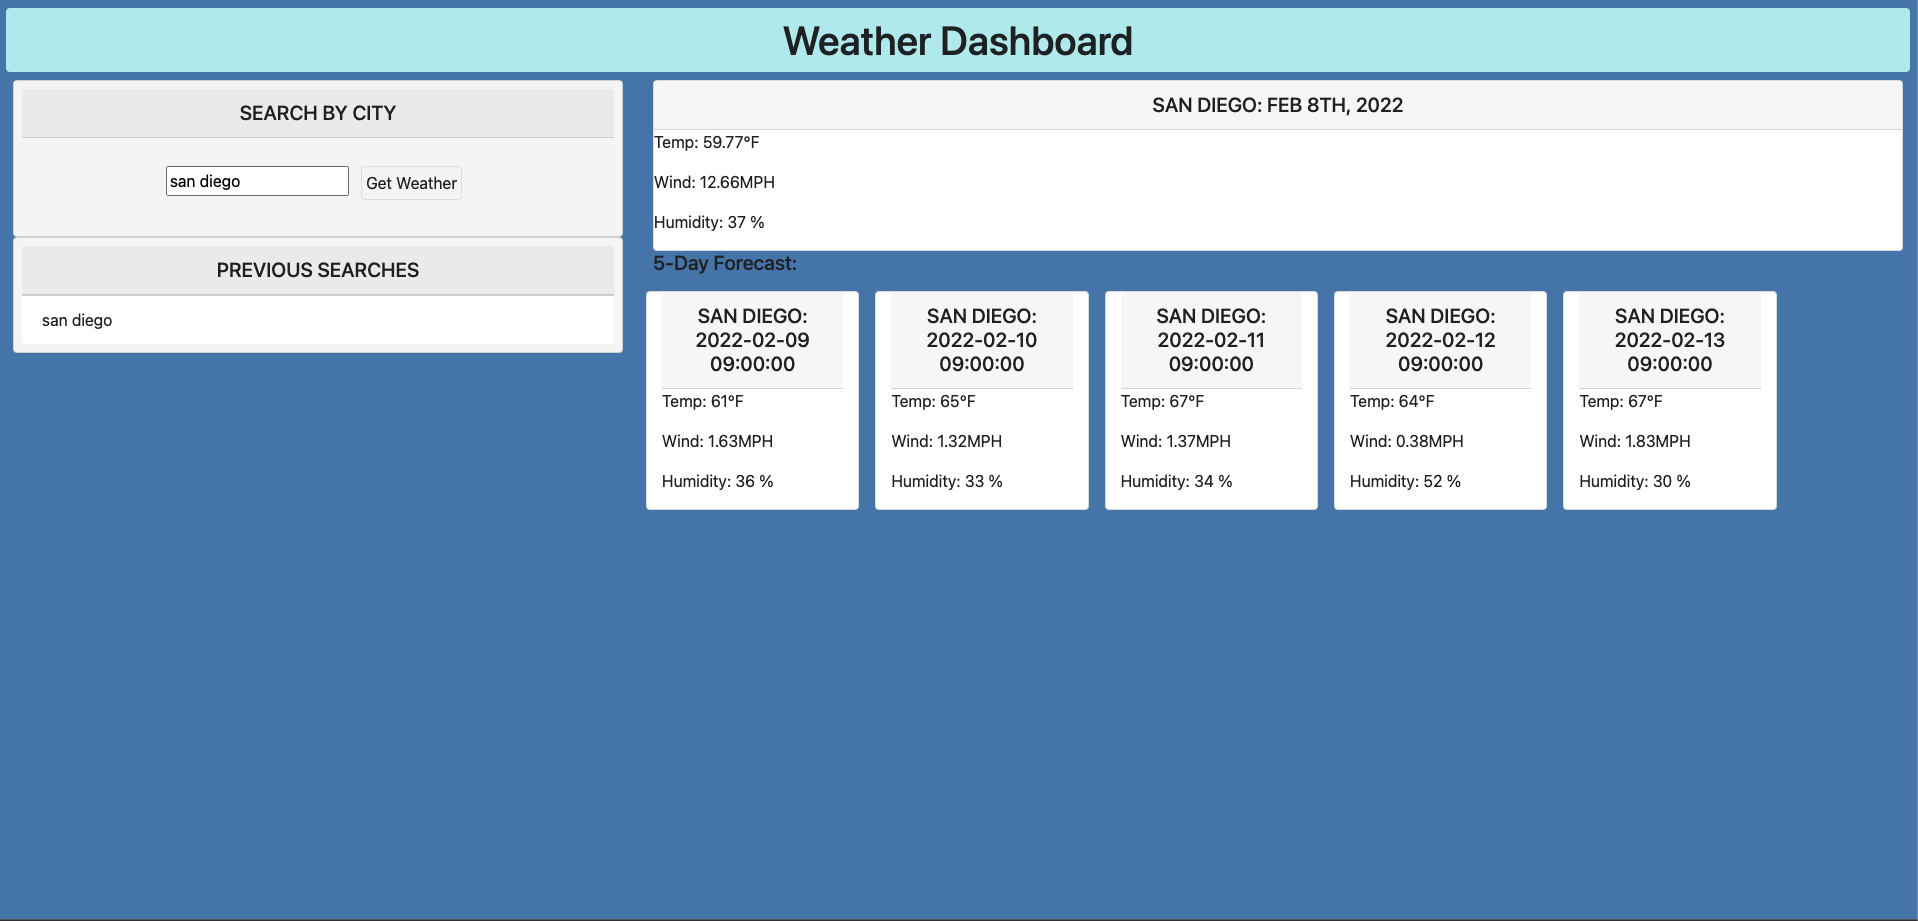 Weather Dashboard
SEARCH BY CITY
san diego
Get Weather
PREVIOUS SEARCHES
san diego
SAN DIEGO: FEB 8TH, 2022
Temp: 59.77°F
Wind: 12.66MPH
Humidity: 37 %
5-Day Forecast:
SAN DIEGO:
2022-02-09
09:00:00
Temp: 61°F
Wind: 1.63MPH
Humidity: 36 %
SAN DIEGO:
2022-02-10
09:00:00
Temp: 65°F
Wind: 1.32MPH
Humidity: 33 %
SAN DIEGO:
2022-02-11
09:00:00
Temp: 67°F
Wind: 1.37MPH
Humidity: 34 %
SAN DIEGO:
2022-02-12
09:00:00
Temp: 64°F
Wind: 0.38MPH
Humidity: 52 %
SAN DIEGO:
2022-02-13
09:00:00
Temp: 67°F
Wind: 1.83MPH
Humidity: 30 %